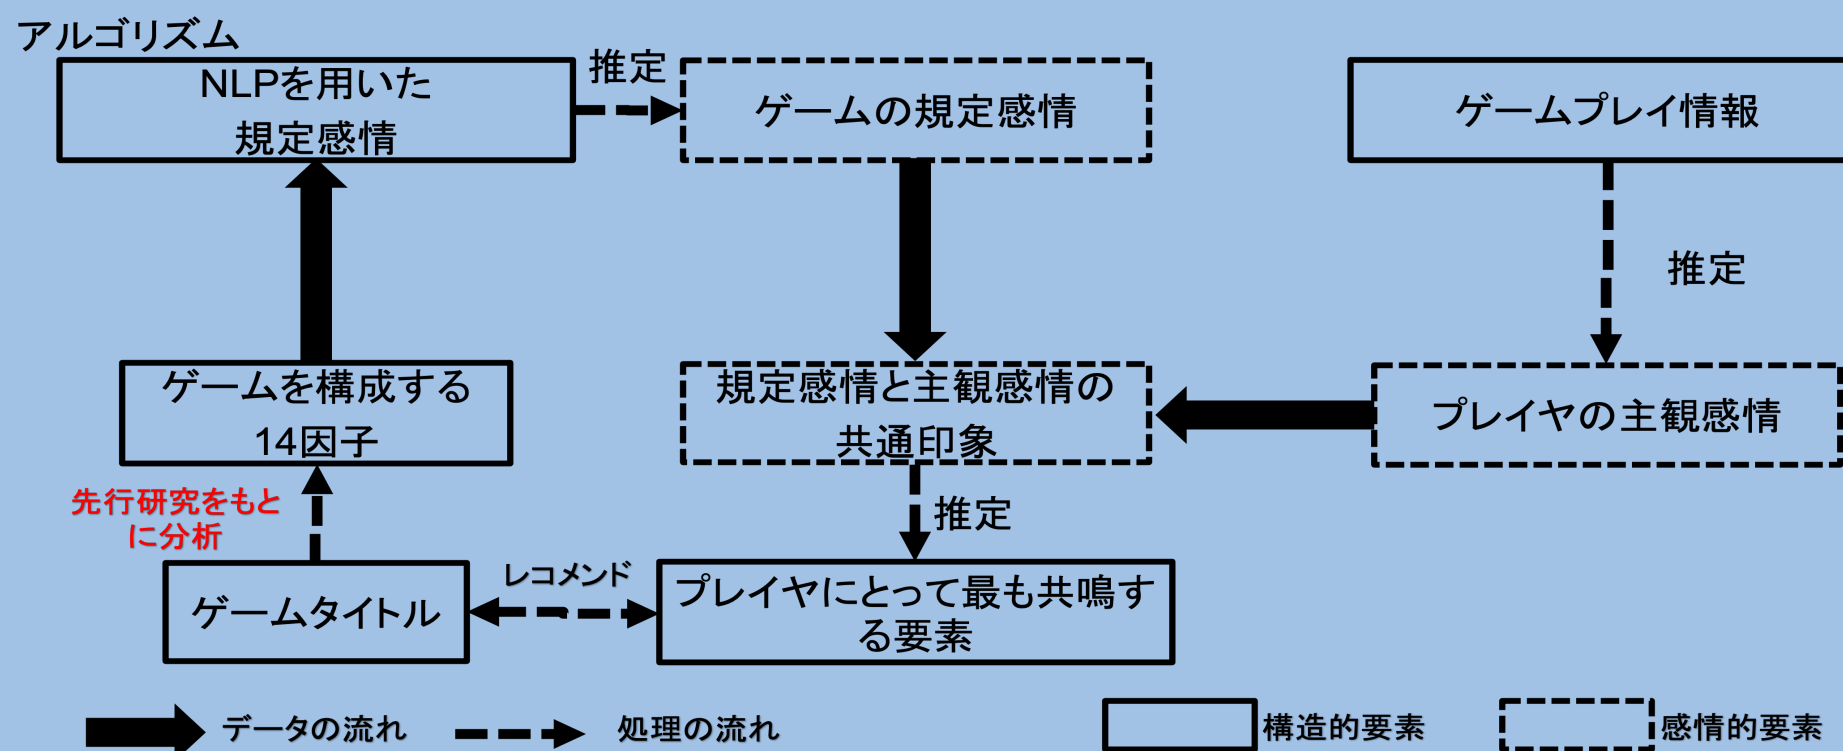 アルゴリズム
NLPを用いた
規定感情
推定
ゲームの規定感情
ゲームプレイ情報
推定
ゲームを構成する
14因子
規定感情と主観感情の
共通印象
プレイヤの主観感情
先行研究をもと
に分析
推定
ゲームタイトル
レコメンド
プレイヤにとって最も共鳴す
る要素
データの流れ
処理の流れ
構造的要素
感情的要素